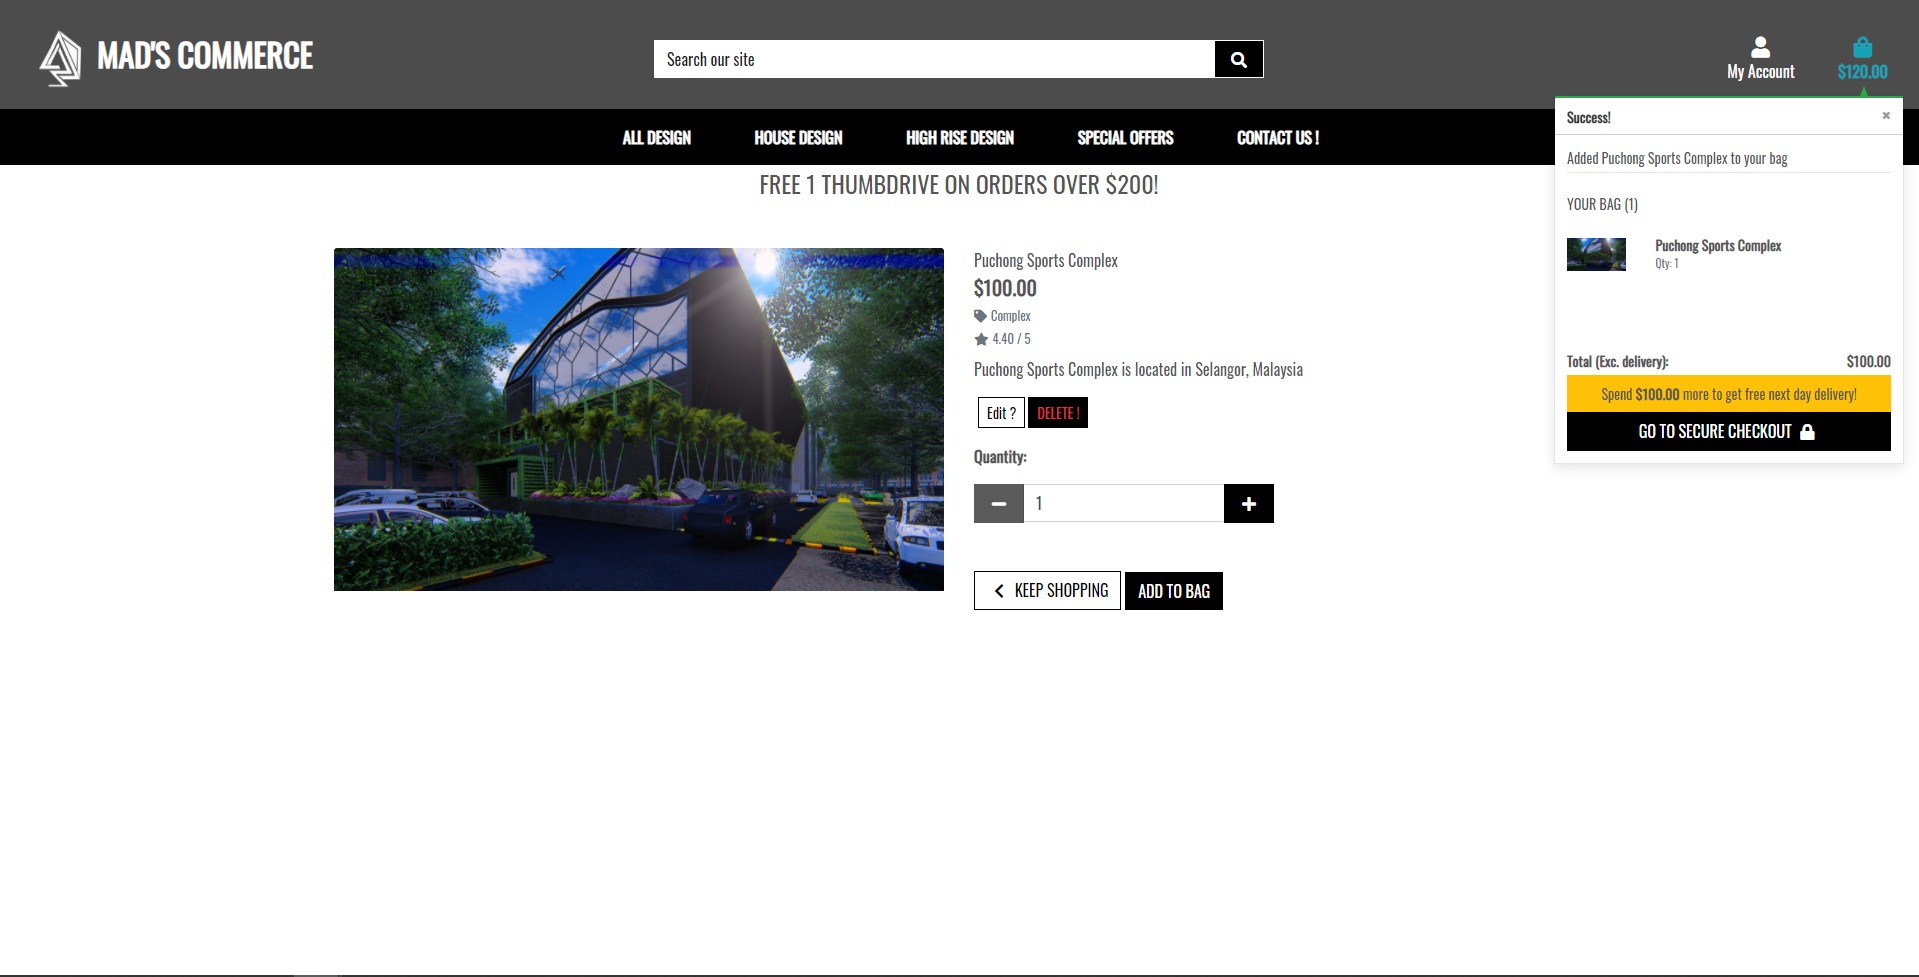 MAD'S COMMERCE
Search our site
My Account
$120.00
ALL DESIGN
HOUSE DESIGN
HIGH RISE DESIGN
SPECIAL OFFERS
CONTACT US !
FREE 1 THUMBDRIVE ON ORDERS OVER $200!
Puchong Sports Complex
$100.00
Complex
4.40 / 5
Puchong Sports Complex is located in Selangor, Malaysia
Edit ?
DELETE !
Quantity:
1
KEEP SHOPPING
ADD TO BAG
Success!
×
Added Puchong Sports Complex to your bag
YOUR BAG (1)
Puchong Sports Complex
Qty: 1
Total (Exc. delivery): $100.00
Spend $100.00 more to get free next day delivery!
GO TO SECURE CHECKOUT